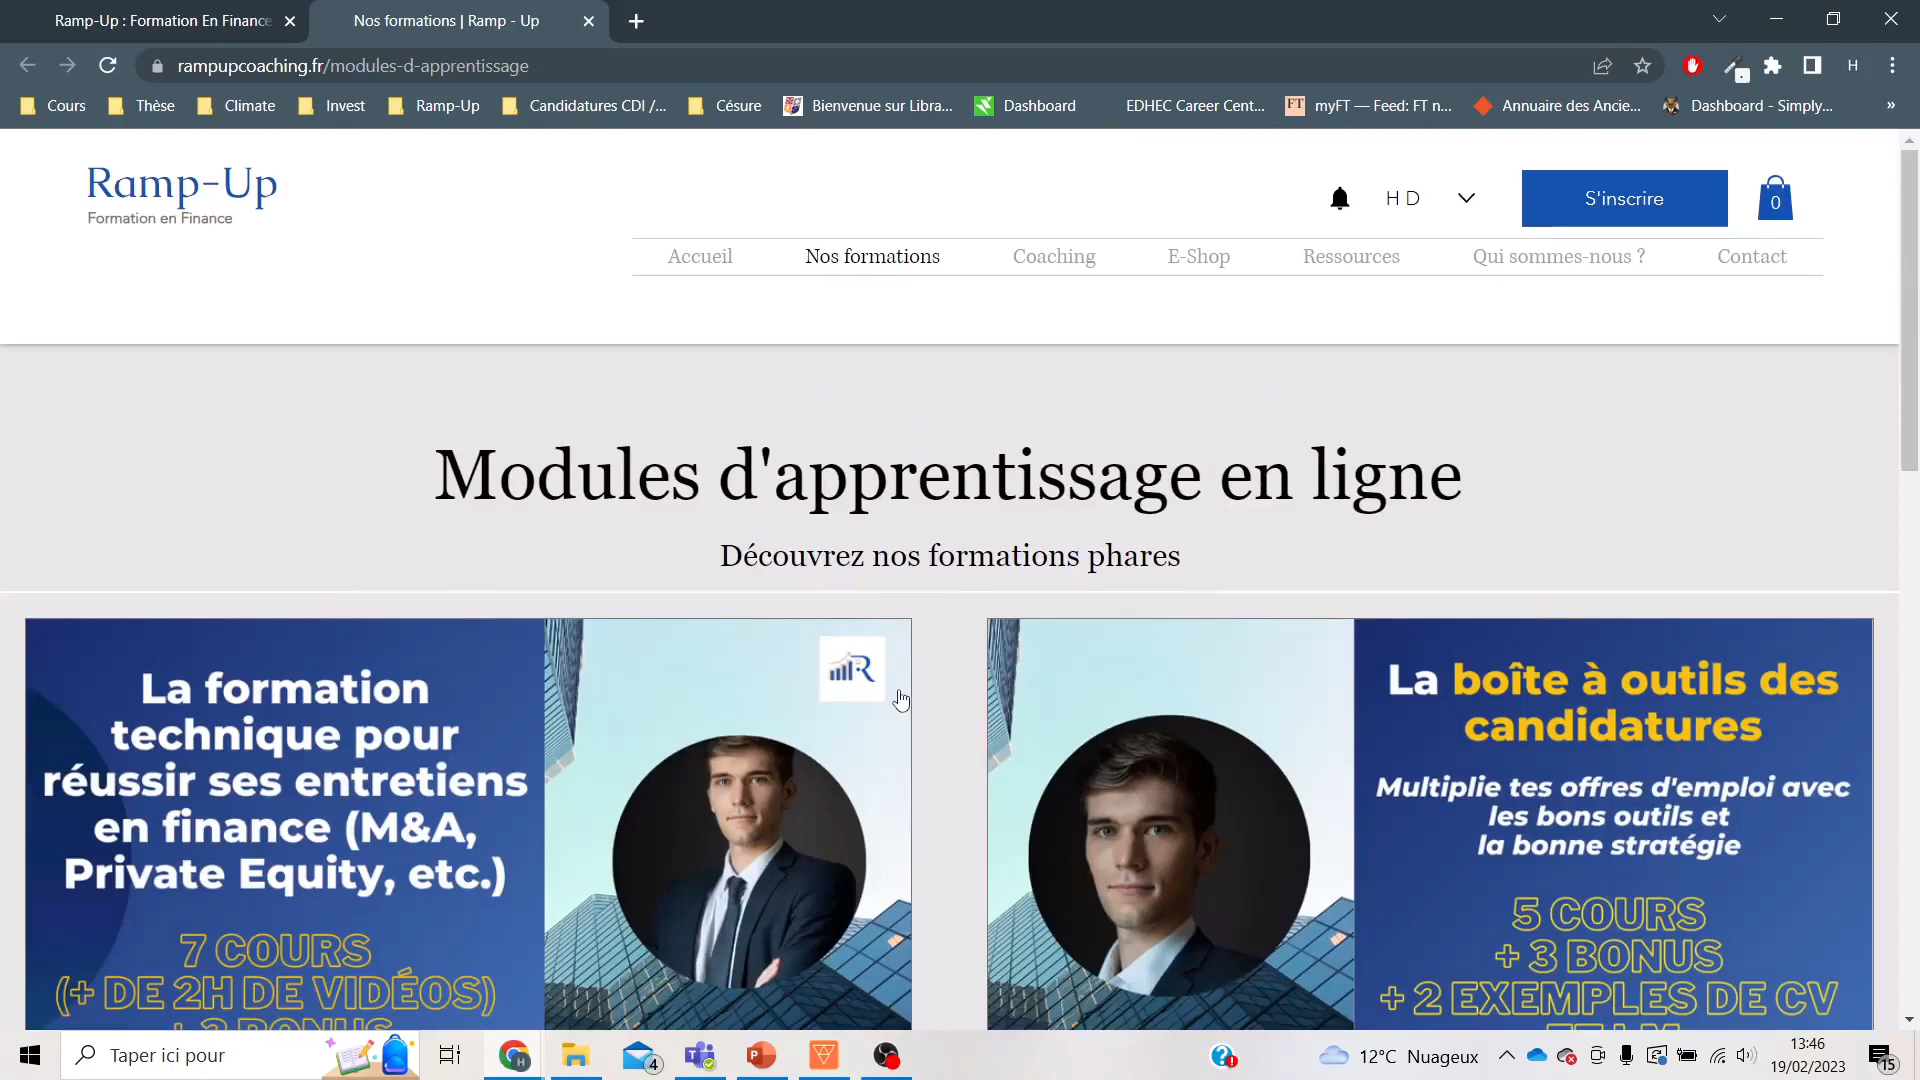 Ramp-Up : Formation En Finance
Nos formations | Ramp - Up
rampupcoaching.fr/modules-d-apprentissage
H
Cours
Thèse
Climate
Invest
Ramp-Up
Candidatures CDI /...
Césure
Bienvenue sur Libra...
Dashboard
EDHEC Career Cent...
FT
myFT — Feed: FT n...
Annuaire des Ancie...
Dashboard - Simply...
»
Ramp-Up
Formation en Finance
H D
S'inscrire
0
Accueil
Nos formations
Coaching
E-Shop
Ressources
Qui sommes-nous ?
Contact
Modules d'apprentissage en ligne
Découvrez nos formations phares
La formation
technique pour
réussir ses entretiens
en finance (M&A,
Private Equity, etc.)
7 COURS
(+ DE 2H DE VIDÉOS)
R
La boîte à outils des
candidatures
Multiplie tes offres d'emploi avec
les bons outils et
la bonne stratégie
5 COURS
+ 3 BONUS
+ 2 EXEMPLES DE CV
ET LM
Taper ici pour
H
4
12°C Nuageux
13:46
19/02/2023
15